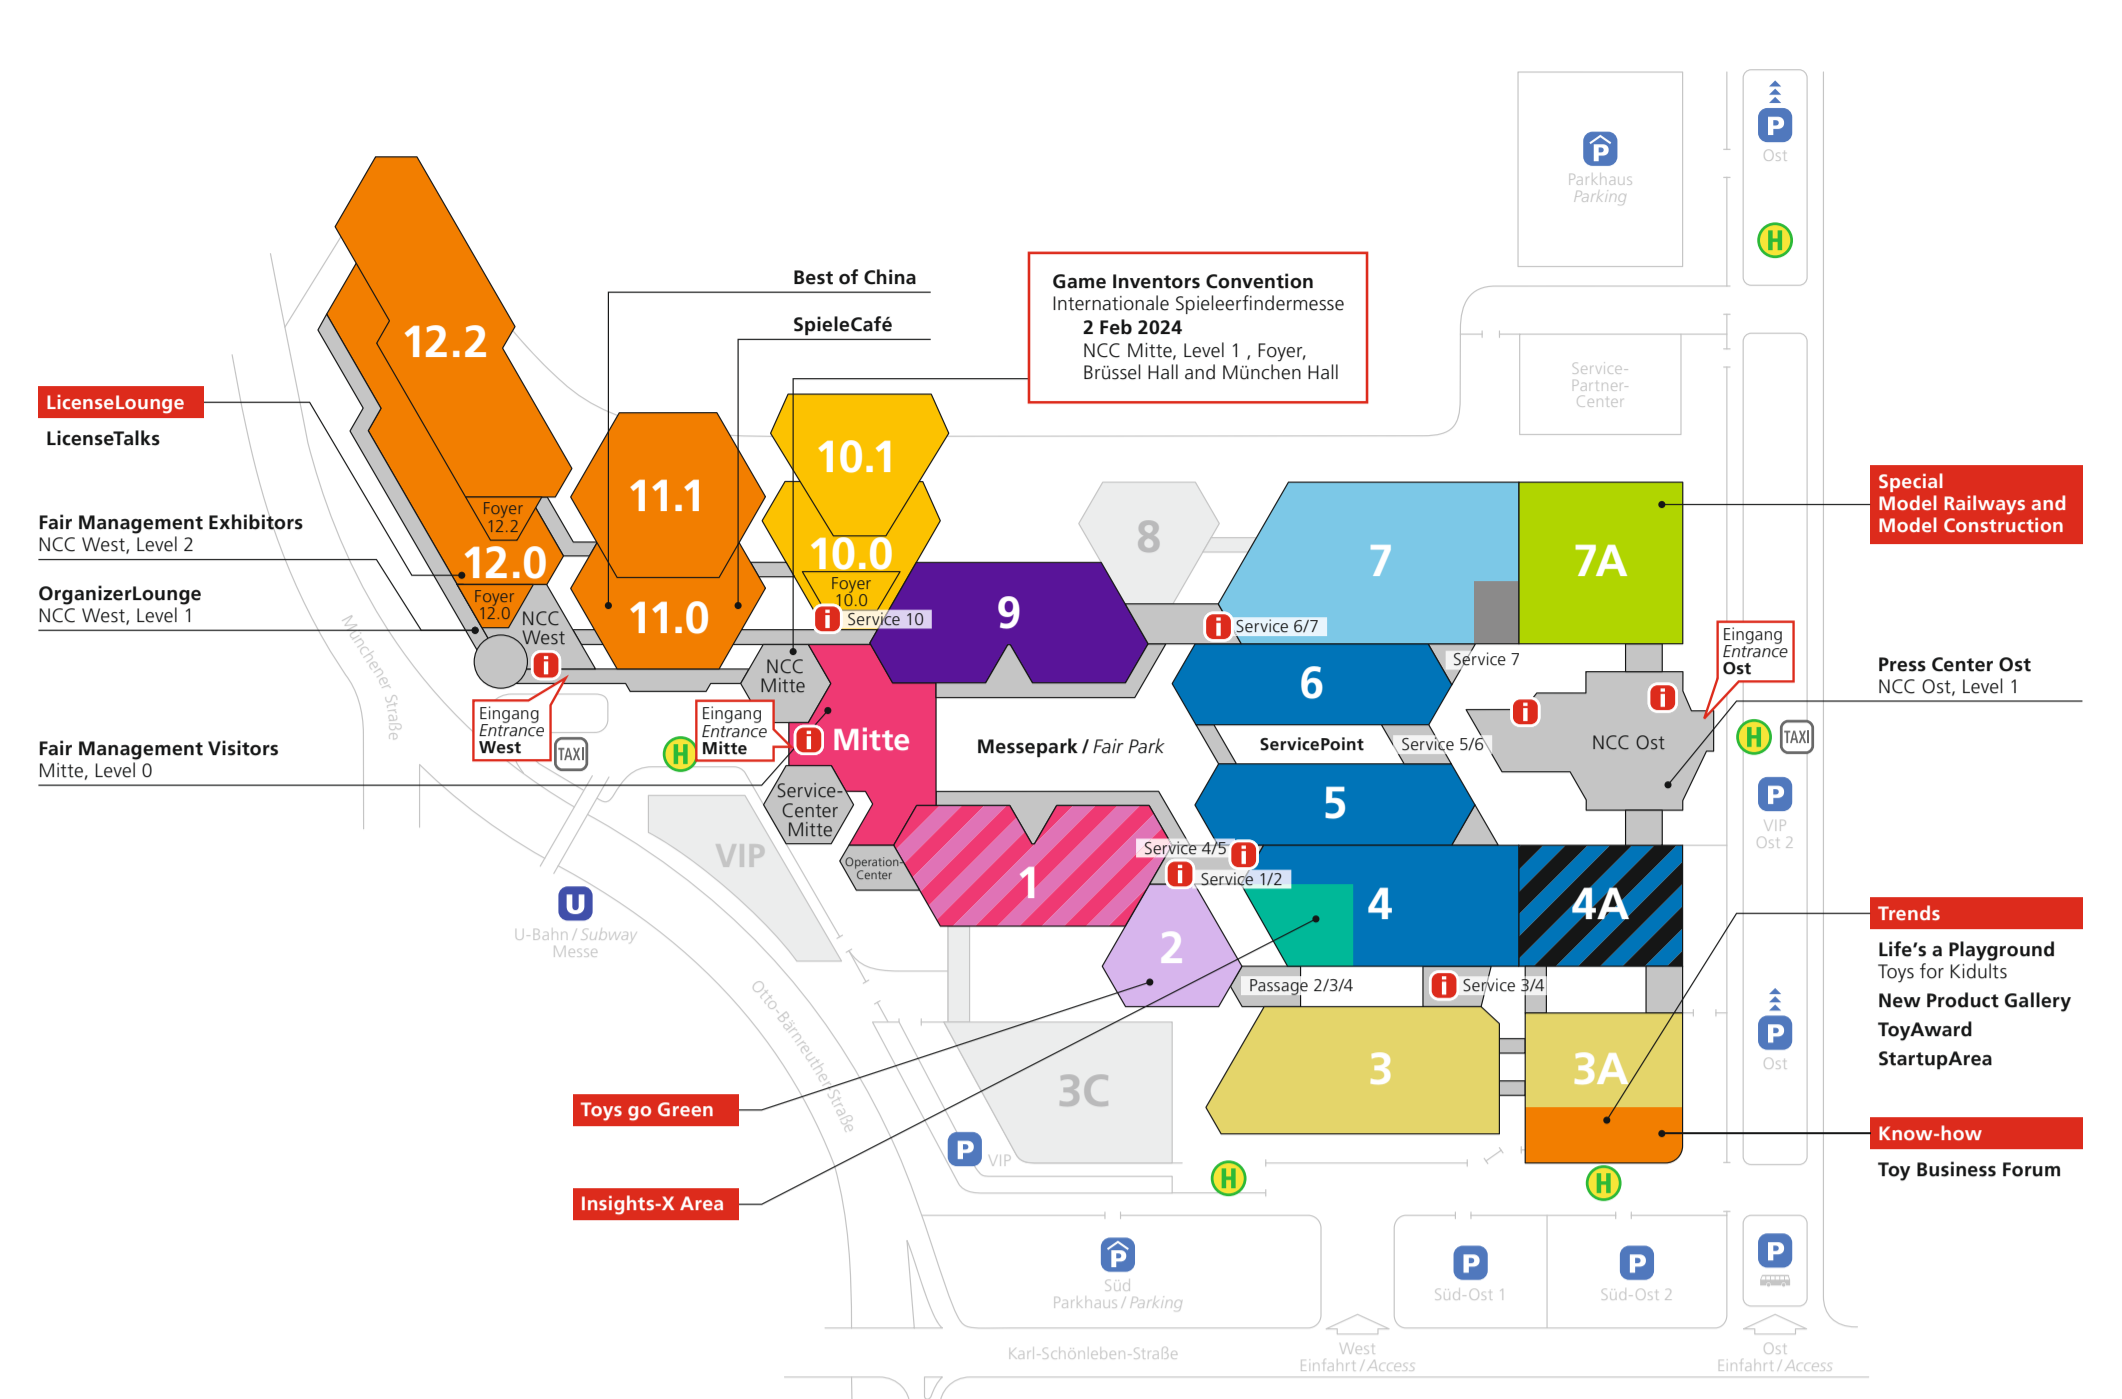 P
Ost
P
Parkhaus
Parking
H
Best of China
SpieleCafé
Game Inventors Convention
Internationale Spieleerfindermesse
2 Feb 2024
NCC Mitte, Level 1 , Foyer,
Brüssel Hall and München Hall
Service-
Partner-
Center
12.2
LicenseLounge
LicenseTalks
11.1
10.1
Foyer
12.2
Fair Management Exhibitors
NCC West, Level 2
12.0
10.0
8
7
7A
Special
Model Railways and
Model Construction
OrganizerLounge
NCC West, Level 1
Foyer
12.0
NCC
West
11.0
Foyer
10.0
i
Service 10
9
i
Service 6/7
Service 7
Münchener Straße
i
NCC
Mitte
6
i
i
Eingang
Entrance
Ost
Press Center Ost
NCC Ost, Level 1
Eingang
Entrance
West
TAXI
H
Eingang
Entrance
Mitte
i
Mitte
Messepark / Fair Park
ServicePoint
Service 5/6
NCC Ost
H
TAXI
Fair Management Visitors
Mitte, Level 0
Service-
Center
Mitte
5
P
VIP
Ost 2
VIP
Operation-
Center
1
Service 4/5
i
i
Service 1/2
4
4A
U
U-Bahn / Subway
Messe
2
Trends
Life's a Playground
Toys for Kidults
New Product Gallery
ToyAward
StartupArea
Otto-Bärnreuther-Straße
Passage 2/3/4
i
Service 3/4
P
Ost
3C
3
3A
Toys go Green
P
VIP
Know-how
Toy Business Forum
H
H
Insights-X Area
P
Süd
Parkhaus / Parking
P
Süd-Ost 1
P
Süd-Ost 2
P
Karl-Schönleben-Straße
West
Einfahrt / Access
Ost
Einfahrt / Access